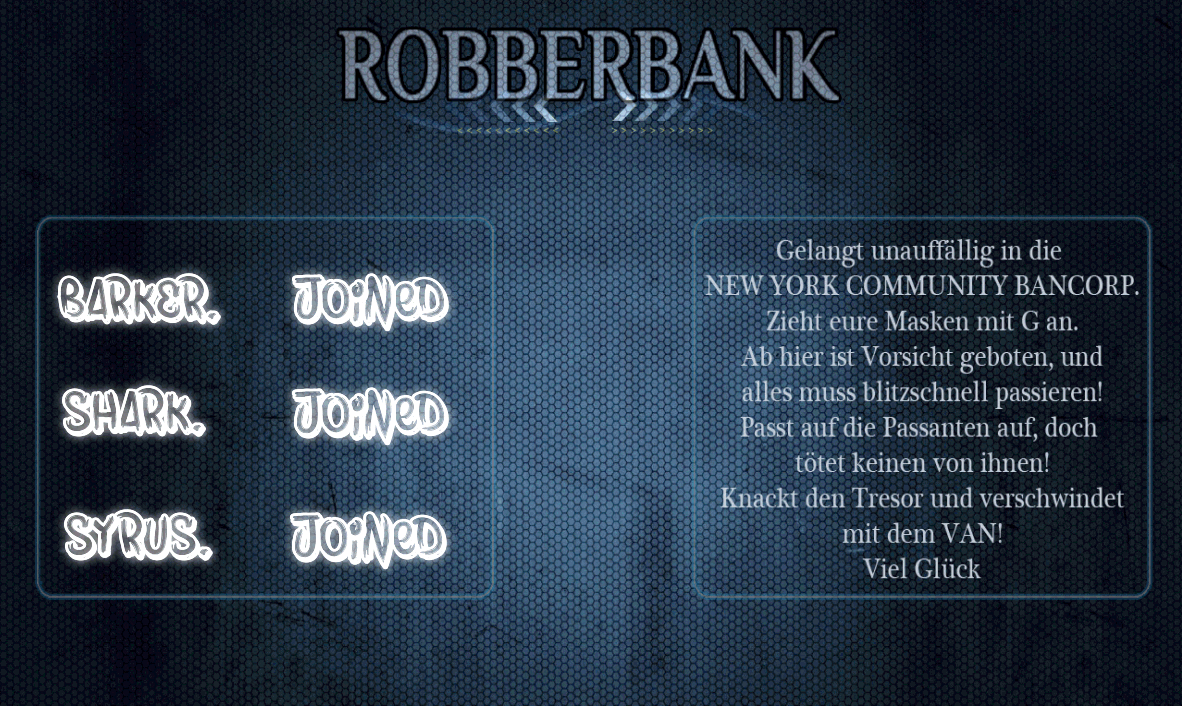 ROBBERBANK
BARKER. JOINED
SHARK. JOINED
SYRUS. JOINED
Gelangt unauffällig in die
NEW YORK COMMUNITY BANCORP.
Zieht eure Masken mit G an.
Ab hier ist Vorsicht geboten, und
alles muss blitzschnell passieren!
Passt auf die Passanten auf, doch
tötet keinen von ihnen!
Knackt den Tresor und verschwindet
mit dem VAN!
Viel Glück